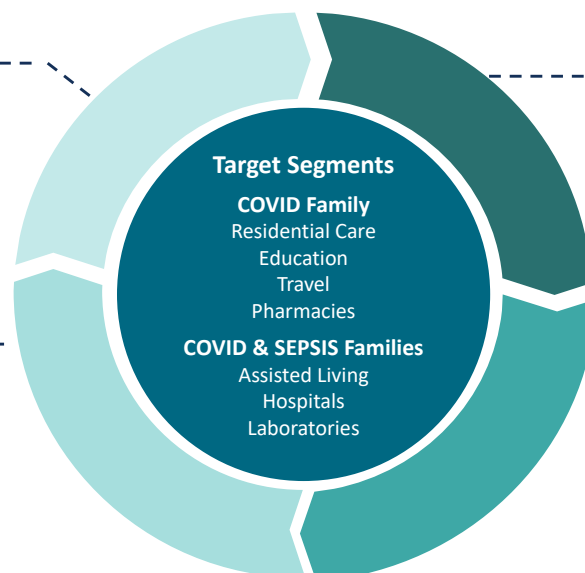 Target Segments
COVID Family
Residential Care
Education
Travel
Pharmacies
COVID & SEPSIS Families
Assisted Living
Hospitals
Laboratories